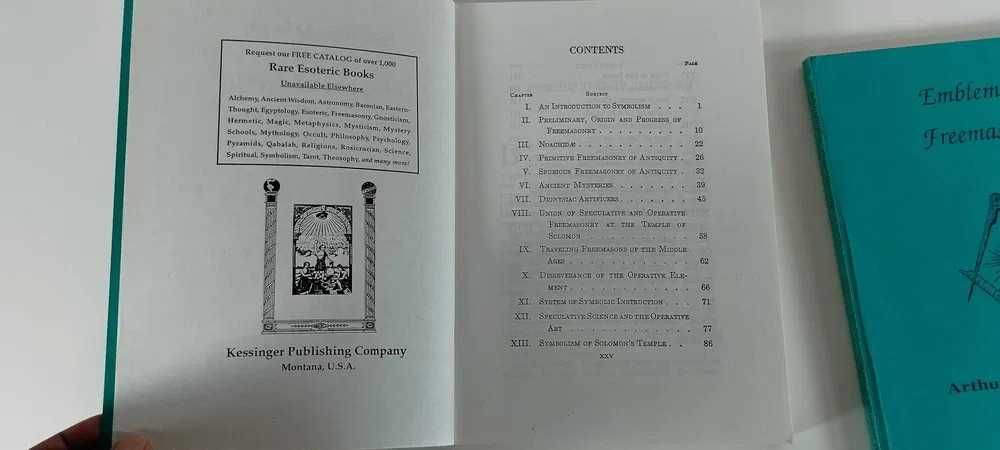 Request our FREE CATALOG of over 1,000
Rare Esoteric Books
Unavailable Elsewhere
Alchemy, Ancient Wisdom, Astronomy, Baconian, Eastern-
Thought, Egyptology, Esoteric, Freemasonry, Gnosticism,
Hermetic, Magic, Metaphysics, Mysticism, Mystery
Schools, Mythology, Occult, Philosophy, Psychology,
Pyramids, Qabalah, Religions, Rosicrucian, Science,
Spiritual, Symbolism, Tarot, Theosophy, and many more!
Kessinger Publishing Company
Montana, U.S.A.
CONTENTS
PAGE
CHAPTER SUBJECT
I. AN INTRODUCTION TO SYMBOLISM . . . . 1
II. PRELIMINARY, ORIGIN AND PROGRESS OF
FREEMASONRY . . . . . . . . . 10
III. NOACHIDÆ . . . . . . . . . . . 22
IV. PRIMITIVE FREEMASONRY OF ANTIQUITY . 26
V. SPURIOUS FREEMASONRY OF ANTIQUITY . 32
VI. ANCIENT MYSTERIES . . . . . . . 39
VII. DIONYSIAC ARTIFICERS . . . . . . . 45
VIII. UNION OF SPECULATIVE AND OPERATIVE
FREEMASONRY AT THE TEMPLE OF
SOLOMON . . . . . . . . . . 58
IX. TRAVELING FREEMASONS OF THE MIDDLE
AGES . . . . . . . . . . . . 62
X. DISSEVERANCE OF THE OPERATIVE ELE-
MENT . . . . . . . . . . . . 66
XI. SYSTEM OF SYMBOLIC INSTRUCTION . . . 71
XII. SPECULATIVE SCIENCE AND THE OPERATIVE
ART . . . . . . . . . . . . 77
XIII. SYMBOLISM OF SOLOMON'S TEMPLE . . 86
XXV
Emblem
Freemas
Arthu